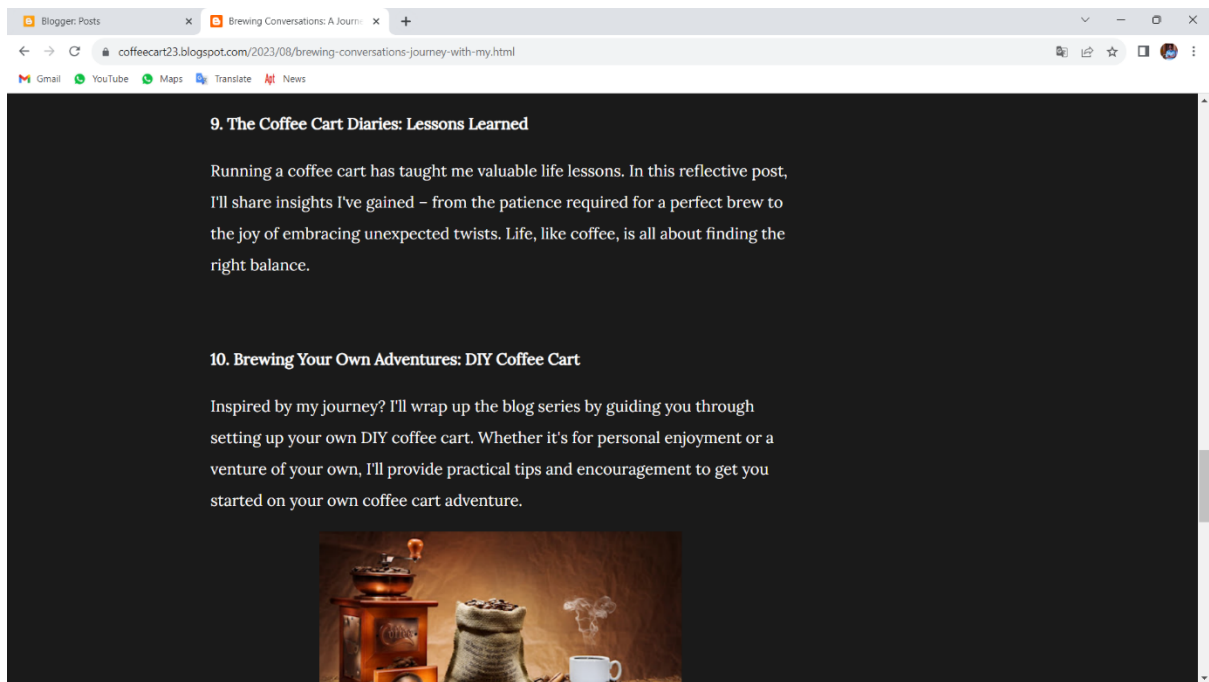 Blogger: Posts
Brewing Conversations: A Journ
coffeecart23.blogspot.com/2023/08/brewing-conversations-journey-with-my.html
Gmail YouTube Maps Translate News
9. The Coffee Cart Diaries: Lessons Learned
Running a coffee cart has taught me valuable life lessons. In this reflective post,
I'll share insights I've gained – from the patience required for a perfect brew to
the joy of embracing unexpected twists. Life, like coffee, is all about finding the
right balance.
10. Brewing Your Own Adventures: DIY Coffee Cart
Inspired by my journey? I'll wrap up the blog series by guiding you through
setting up your own DIY coffee cart. Whether it's for personal enjoyment or a
venture of your own, I'll provide practical tips and encouragement to get you
started on your own coffee cart adventure.
Coffee